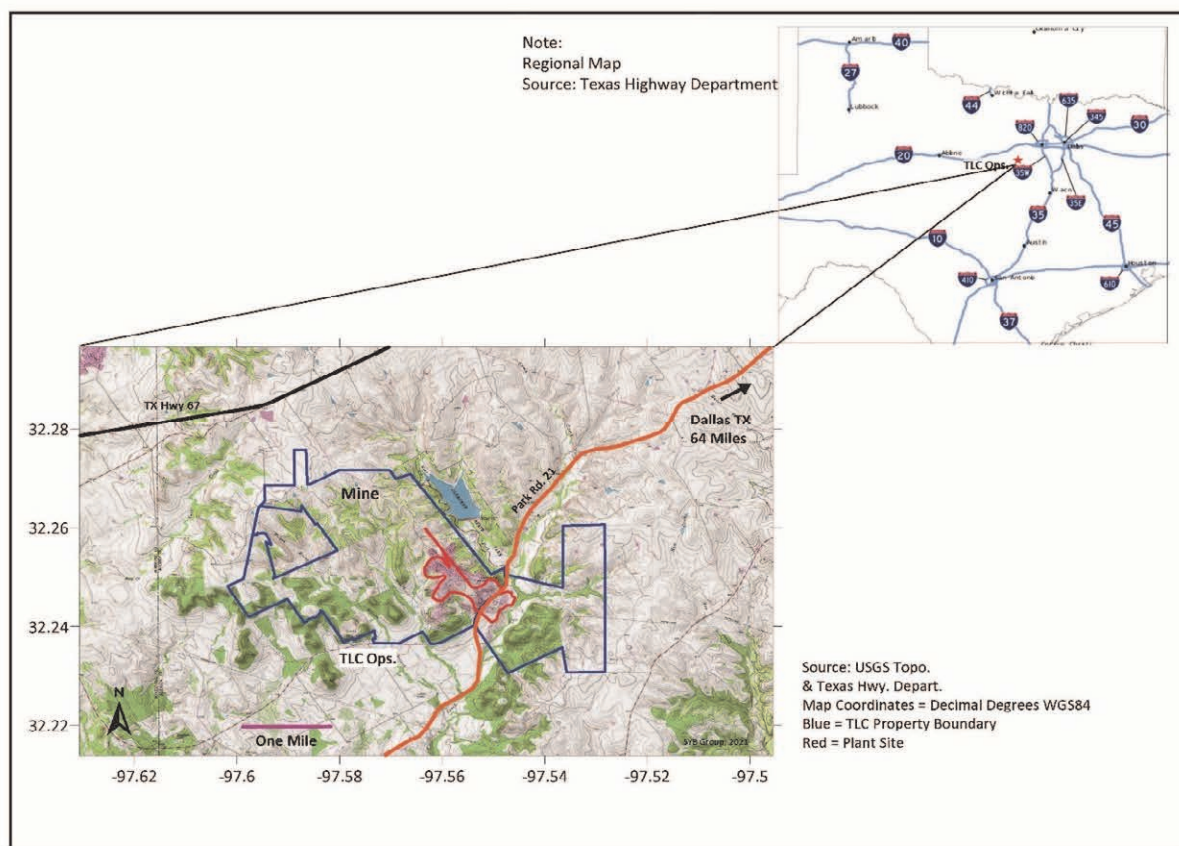 Note:
Regional Map
Source: Texas Highway Department
40
27
Lubbock
44
635
820
345
30
20
TLC Ops.
35W
35E
35
45
10
Austin
Houston
410
San Antonio
610
37
TX Hwy 67
Dallas TX
64 Miles
Park Rd. 21
Mine
TLC Ops.
N
One Mile
SYB Group, 2021
32.28
32.26
32.24
32.22
-97.62
-97.6
-97.58
-97.56
-97.54
-97.52
-97.5
Source: USGS Topo.
& Texas Hwy. Depart.
Map Coordinates = Decimal Degrees WGS84
Blue = TLC Property Boundary
Red = Plant Site